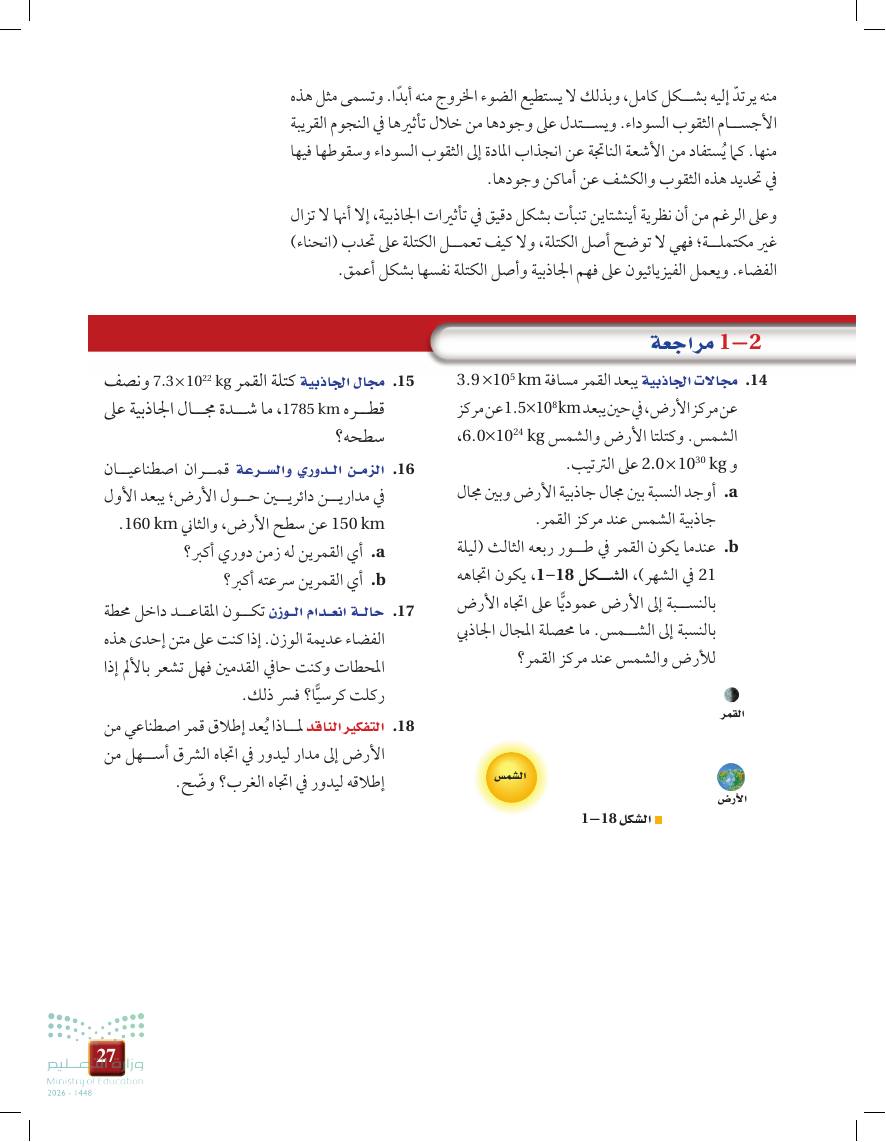 منه يرتدّ إليه بشكل كامل، وبذلك لا يستطيع الضوء الخروج منه أبدًا. وتسمى مثل هذه
الأجسام الثقوب السوداء. ويستدل على وجودها من خلال تأثيرها في النجوم القريبة
منها. كما يُستفاد من الأشعة الناتجة عن انجذاب المادة إلى الثقوب السوداء وسقوطها فيها
في تحديد هذه الثقوب والكشف عن أماكن وجودها.
وعلى الرغم من أن نظرية أينشتاين تنبأت بشكل دقيق في تأثيرات الجاذبية، إلا أنها لا تزال
غير مكتملة؛ فهي لا توضح أصل الكتلة، ولا كيف تعمل الكتلة على تحدب (انحناء)
الفضاء. ويعمل الفيزيائيون على فهم الجاذبية وأصل الكتلة نفسها بشكل أعمق.
1–2 مراجعة
14. مجالات الجاذبية يبعد القمر مسافة 3.9×10⁵ km
عن مركز الأرض، في حين يبعد 1.5×10⁸ km عن مركز
الشمس. وكتلتا الأرض والشمس 6.0×10²⁴ kg،
و 2.0×10³⁰ kg على الترتيب.
a. أوجد النسبة بين مجال جاذبية الأرض وبين مجال
جاذبية الشمس عند مركز القمر.
b. عندما يكون القمر في طور ربعه الثالث (ليلة
21 في الشهر)، الشكل 18–1، يكون اتجاهه
بالنسبة إلى الأرض عموديًّا على اتجاه الأرض
بالنسبة إلى الشمس. ما محصلة المجال الجاذبي
للأرض والشمس عند مركز القمر؟
القمر
الشمس
الأرض
الشكل 18–1
15. مجال الجاذبية كتلة القمر 7.3×10²² kg ونصف
قطره 1785 km، ما شدة مجال الجاذبية على
سطحه؟
16. الزمن الدوري والسرعة قمران اصطناعيان
في مدارين دائريين حول الأرض؛ يبعد الأول
150 km عن سطح الأرض، والثاني 160 km.
a. أي القمرين له زمن دوري أكبر؟
b. أي القمرين سرعته أكبر؟
17. حالة انعدام الوزن تكون المقاعد داخل محطة
الفضاء عديمة الوزن. إذا كنت على متن إحدى هذه
المحطات وكنت حافي القدمين فهل تشعر بالألم إذا
ركلت كرسيًّا؟ فسر ذلك.
18. التفكير الناقد لماذا يُعد إطلاق قمر اصطناعي من
الأرض إلى مدار ليدور في اتجاه الشرق أسهل من
إطلاقه ليدور في اتجاه الغرب؟ وضّح.
27
وزارة التعليم
Ministry of Education
2026 - 1448